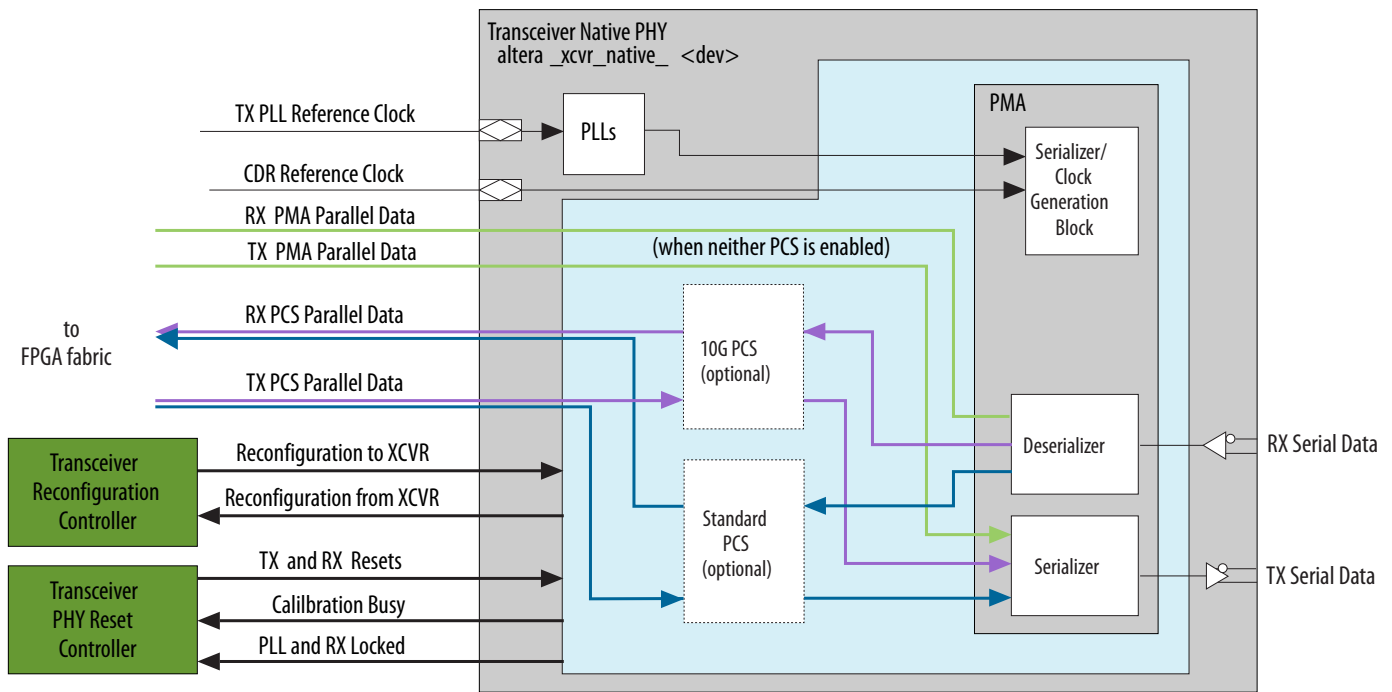 Transceiver Native PHY
altera _xcvr_native_ <dev>
TX PLL Reference Clock
PLLs
PMA
Serializer/
Clock
Generation
Block
CDR Reference Clock
RX PMA Parallel Data
TX PMA Parallel Data
(when neither PCS is enabled)
to
FPGA fabric
RX PCS Parallel Data
TX PCS Parallel Data
10G PCS
(optional)
Standard
PCS
(optional)
Deserializer
Serializer
RX Serial Data
TX Serial Data
Transceiver
Reconfiguration
Controller
Reconfiguration to XCVR
Reconfiguration from XCVR
Transceiver
PHY Reset
Controller
TX and RX Resets
Calilbration Busy
PLL and RX Locked